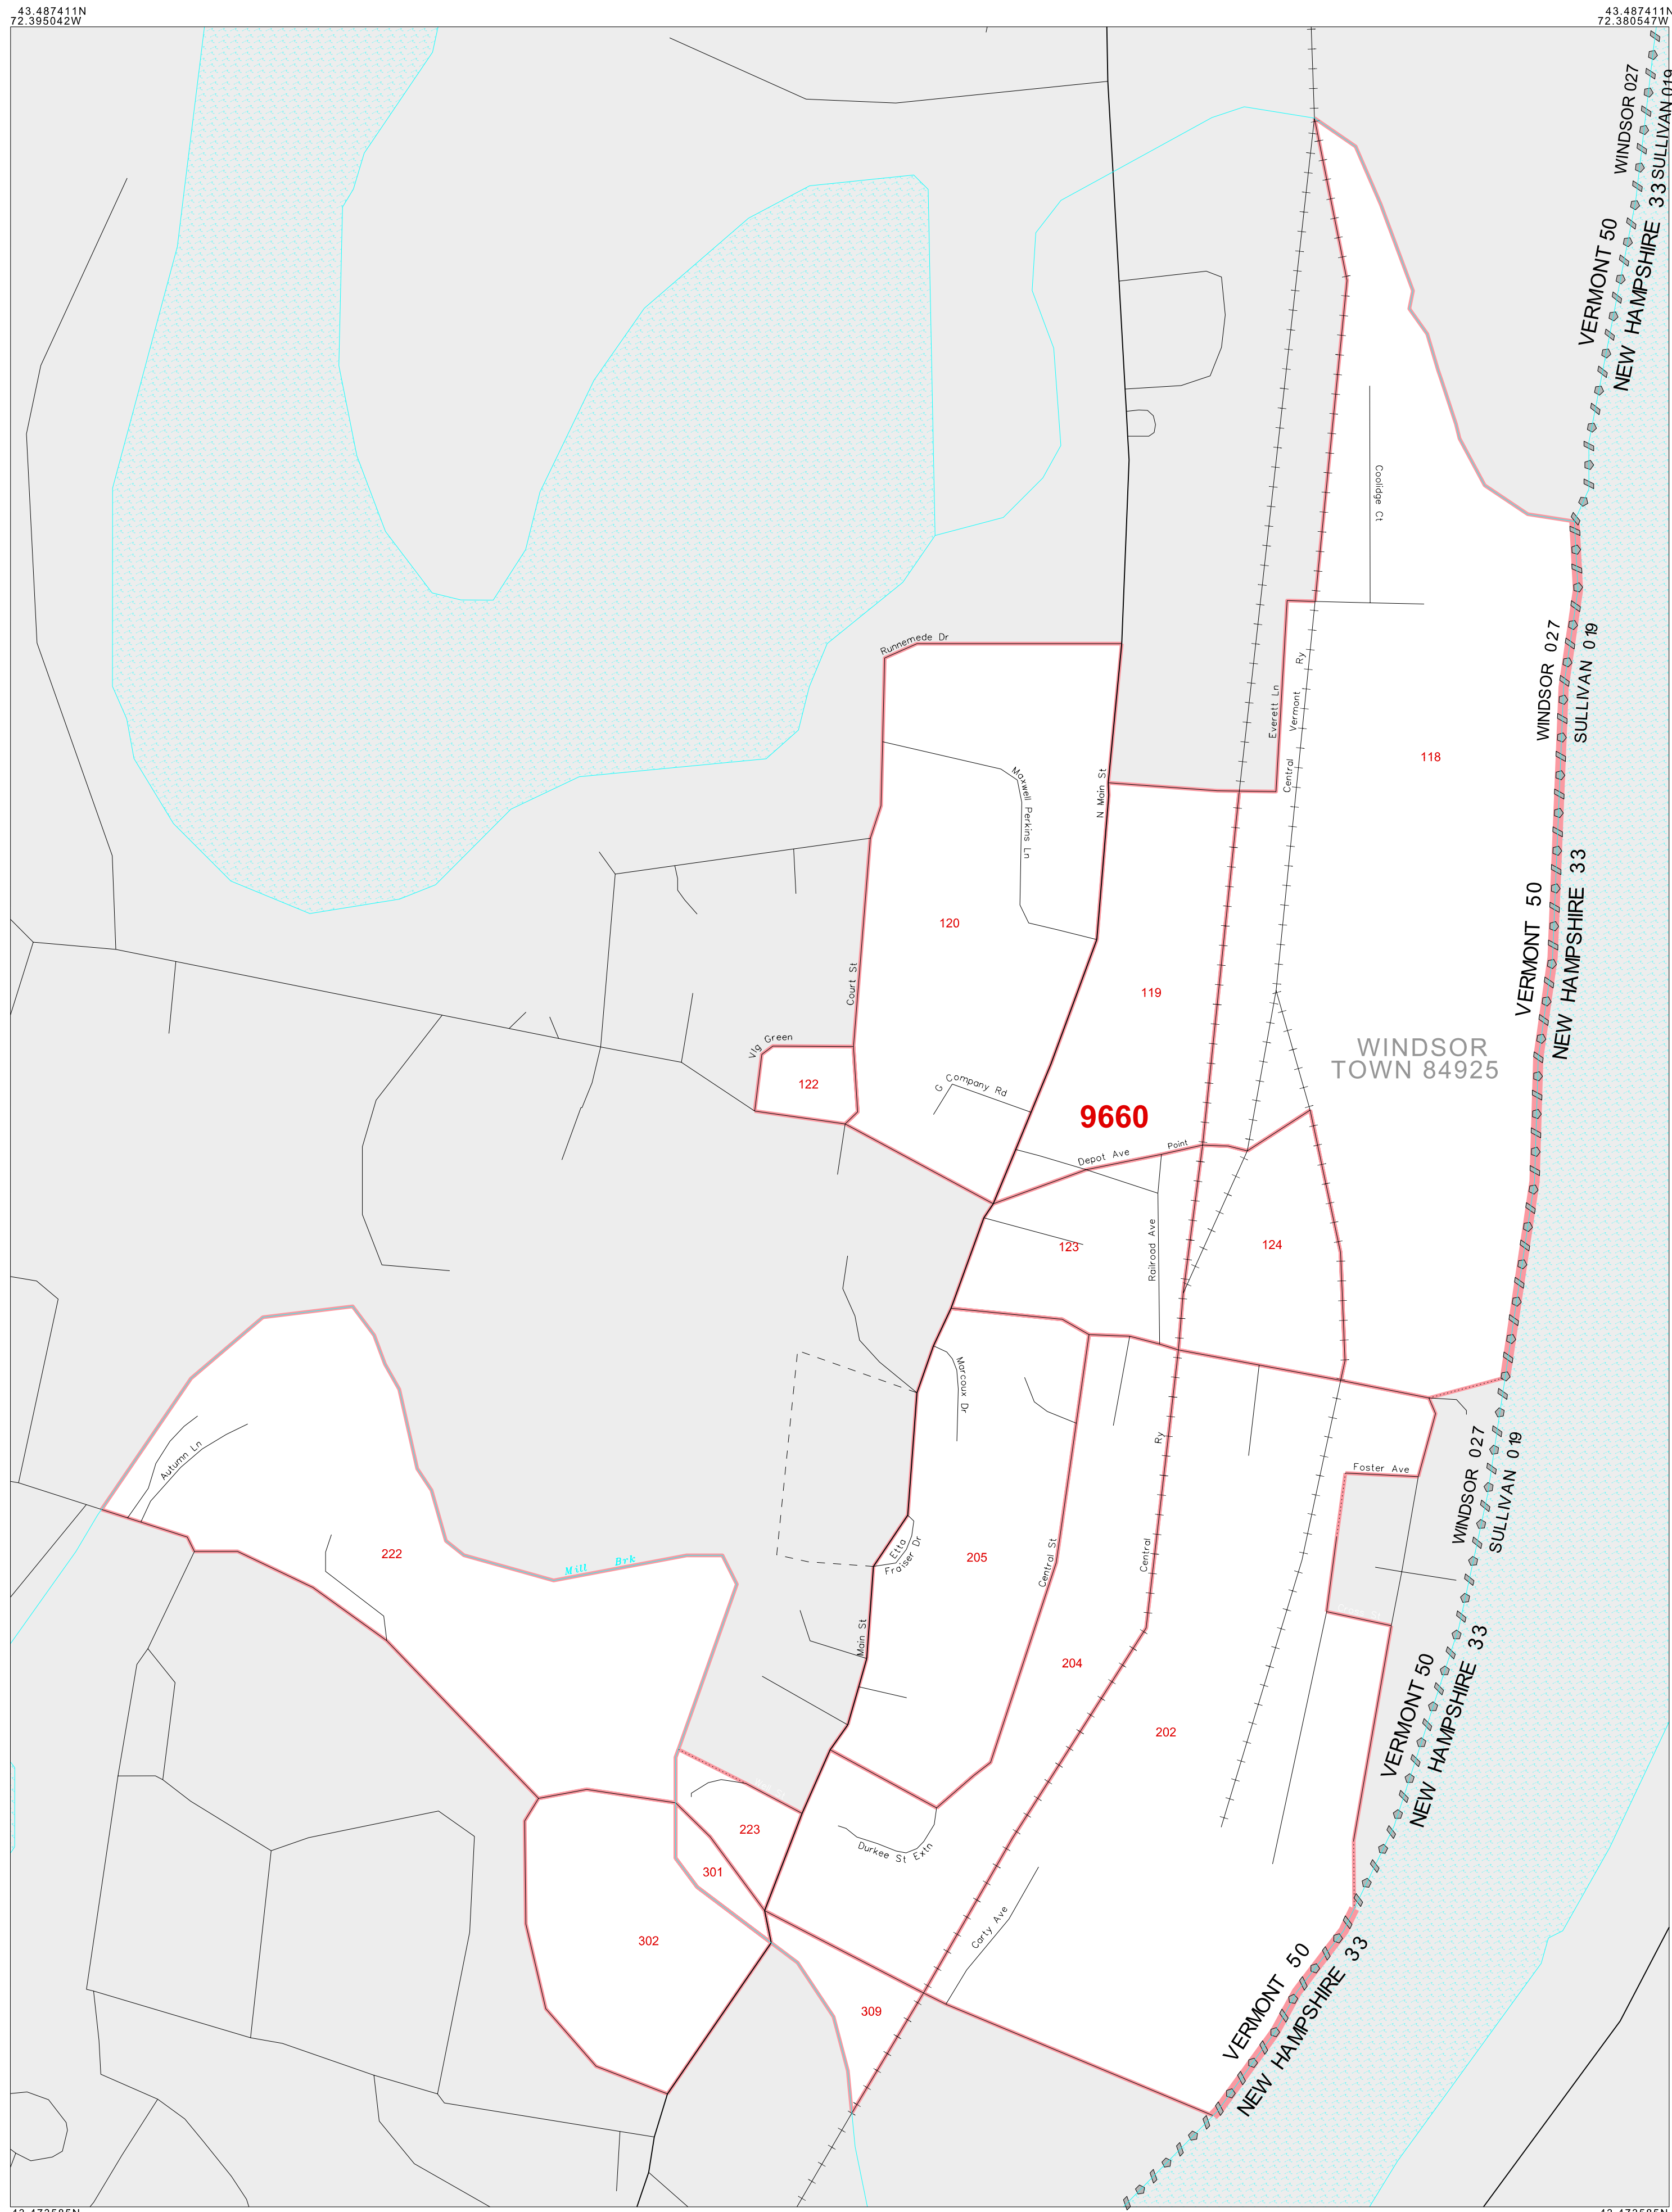 43.487411N
72.395042W
43.487411N
72.380547W
WINDSOR 027
SULLIVAN 019
VERMONT 50
NEW HAMPSHIRE 33
Coolidge Ct
Runnemede Dr
Everett Ln
Central Vermont Ry
WINDSOR 027
SULLIVAN 019
118
Maxwell Perkins Ln
N Main St
VERMONT 50
NEW HAMPSHIRE 33
120
Court St
119
WINDSOR
TOWN 84925
Vlg Green
122
G Company Rd
9660
Depot Ave
Point
123
Railroad Ave
124
Marcoux Dr
Autumn Ln
Central Ry
Foster Ave
WINDSOR 027
SULLIVAN 019
222
Mill Brk
Etta
Fraiser Dr
205
Central St
Main St
204
VERMONT 50
NEW HAMPSHIRE 33
202
223
Durkee St Extn
301
302
Carty Ave
309
VERMONT 50
NEW HAMPSHIRE 33